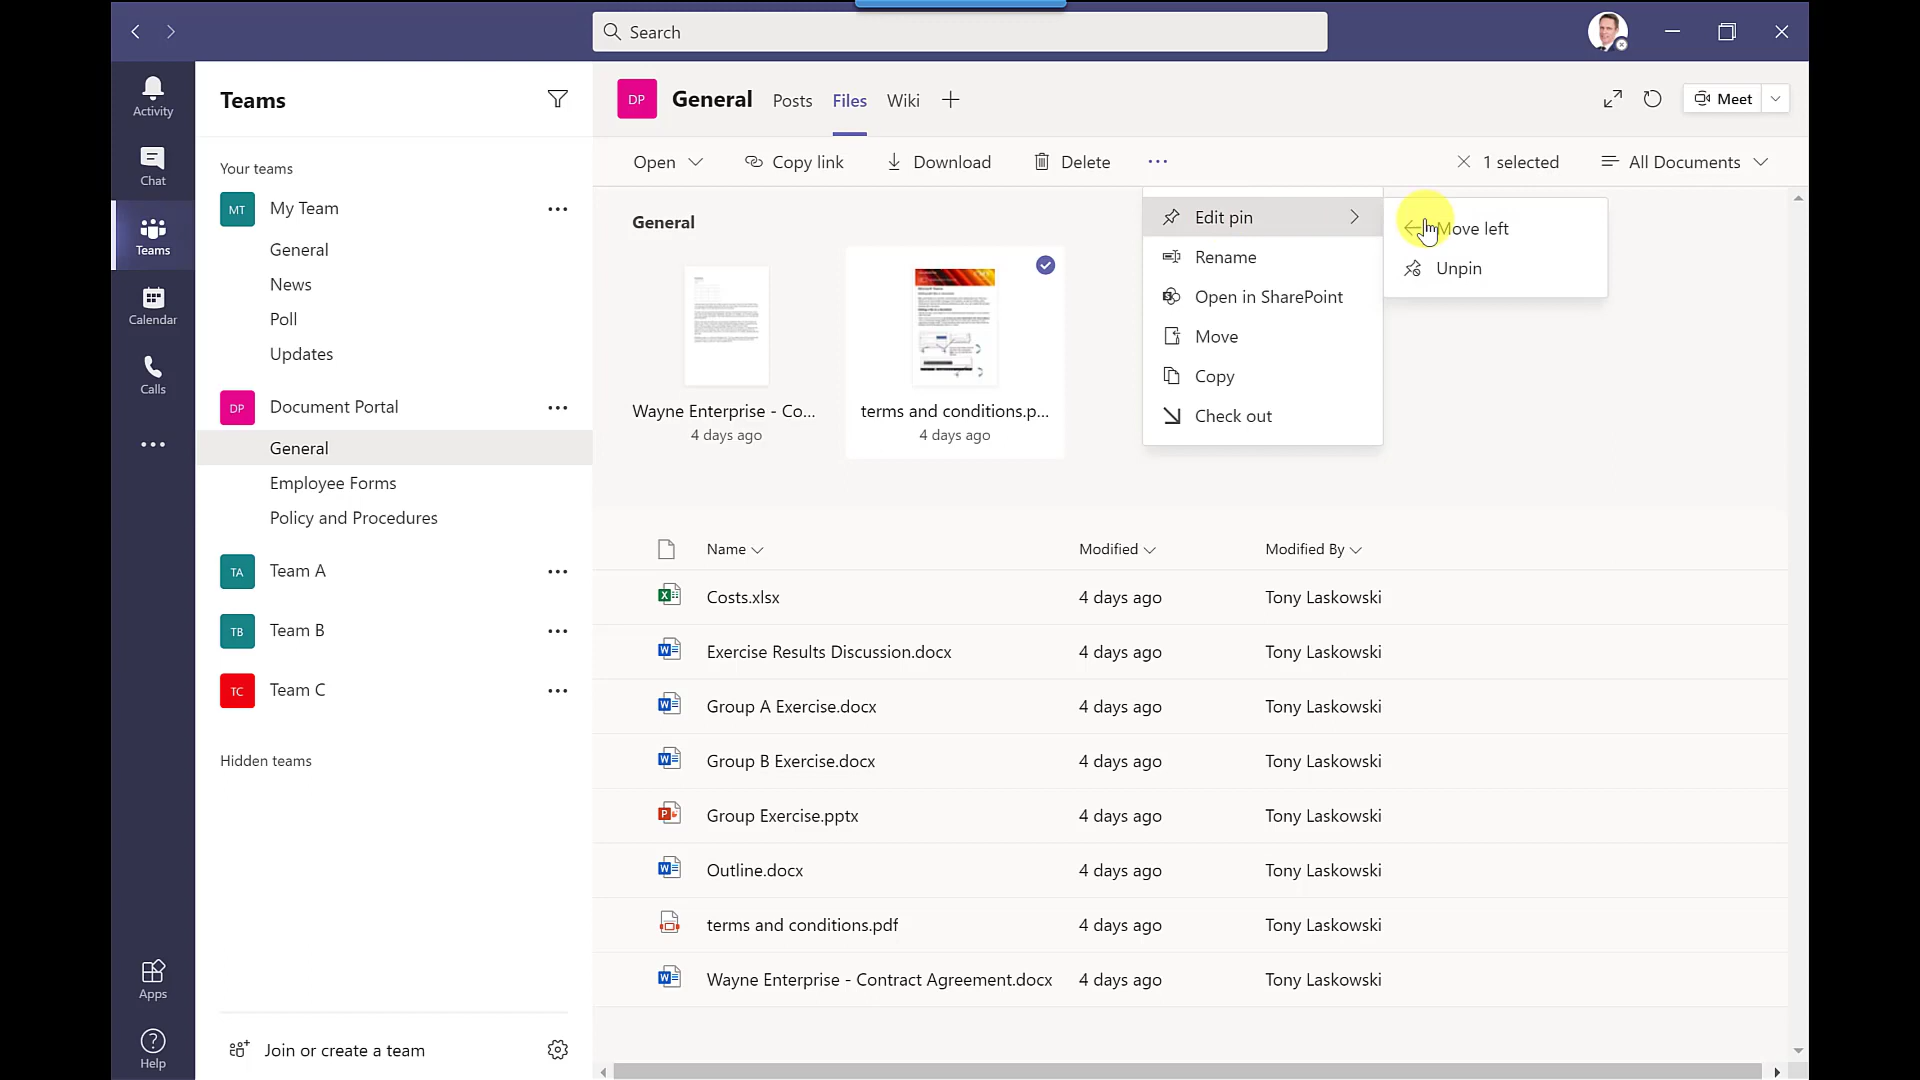 Search
Activity
Chat
Teams
Calendar
Calls
Apps
Help
Teams
Your teams
MT My Team
General
News
Poll
Updates
DP Document Portal
General
Employee Forms
Policy and Procedures
TA Team A
TB Team B
TC Team C
Hidden teams
Join or create a team
DP General Posts Files Wiki
Meet
Open Copy link Download Delete 1 selected All Documents
General
Wayne Enterprise - Co...
4 days ago
terms and conditions.p...
4 days ago
Edit pin
Rename
Open in SharePoint
Move
Copy
Check out
Move left
Unpin
Name Modified Modified By
Costs.xlsx 4 days ago Tony Laskowski
Exercise Results Discussion.docx 4 days ago Tony Laskowski
Group A Exercise.docx 4 days ago Tony Laskowski
Group B Exercise.docx 4 days ago Tony Laskowski
Group Exercise.pptx 4 days ago Tony Laskowski
Outline.docx 4 days ago Tony Laskowski
terms and conditions.pdf 4 days ago Tony Laskowski
Wayne Enterprise - Contract Agreement.docx 4 days ago Tony Laskowski